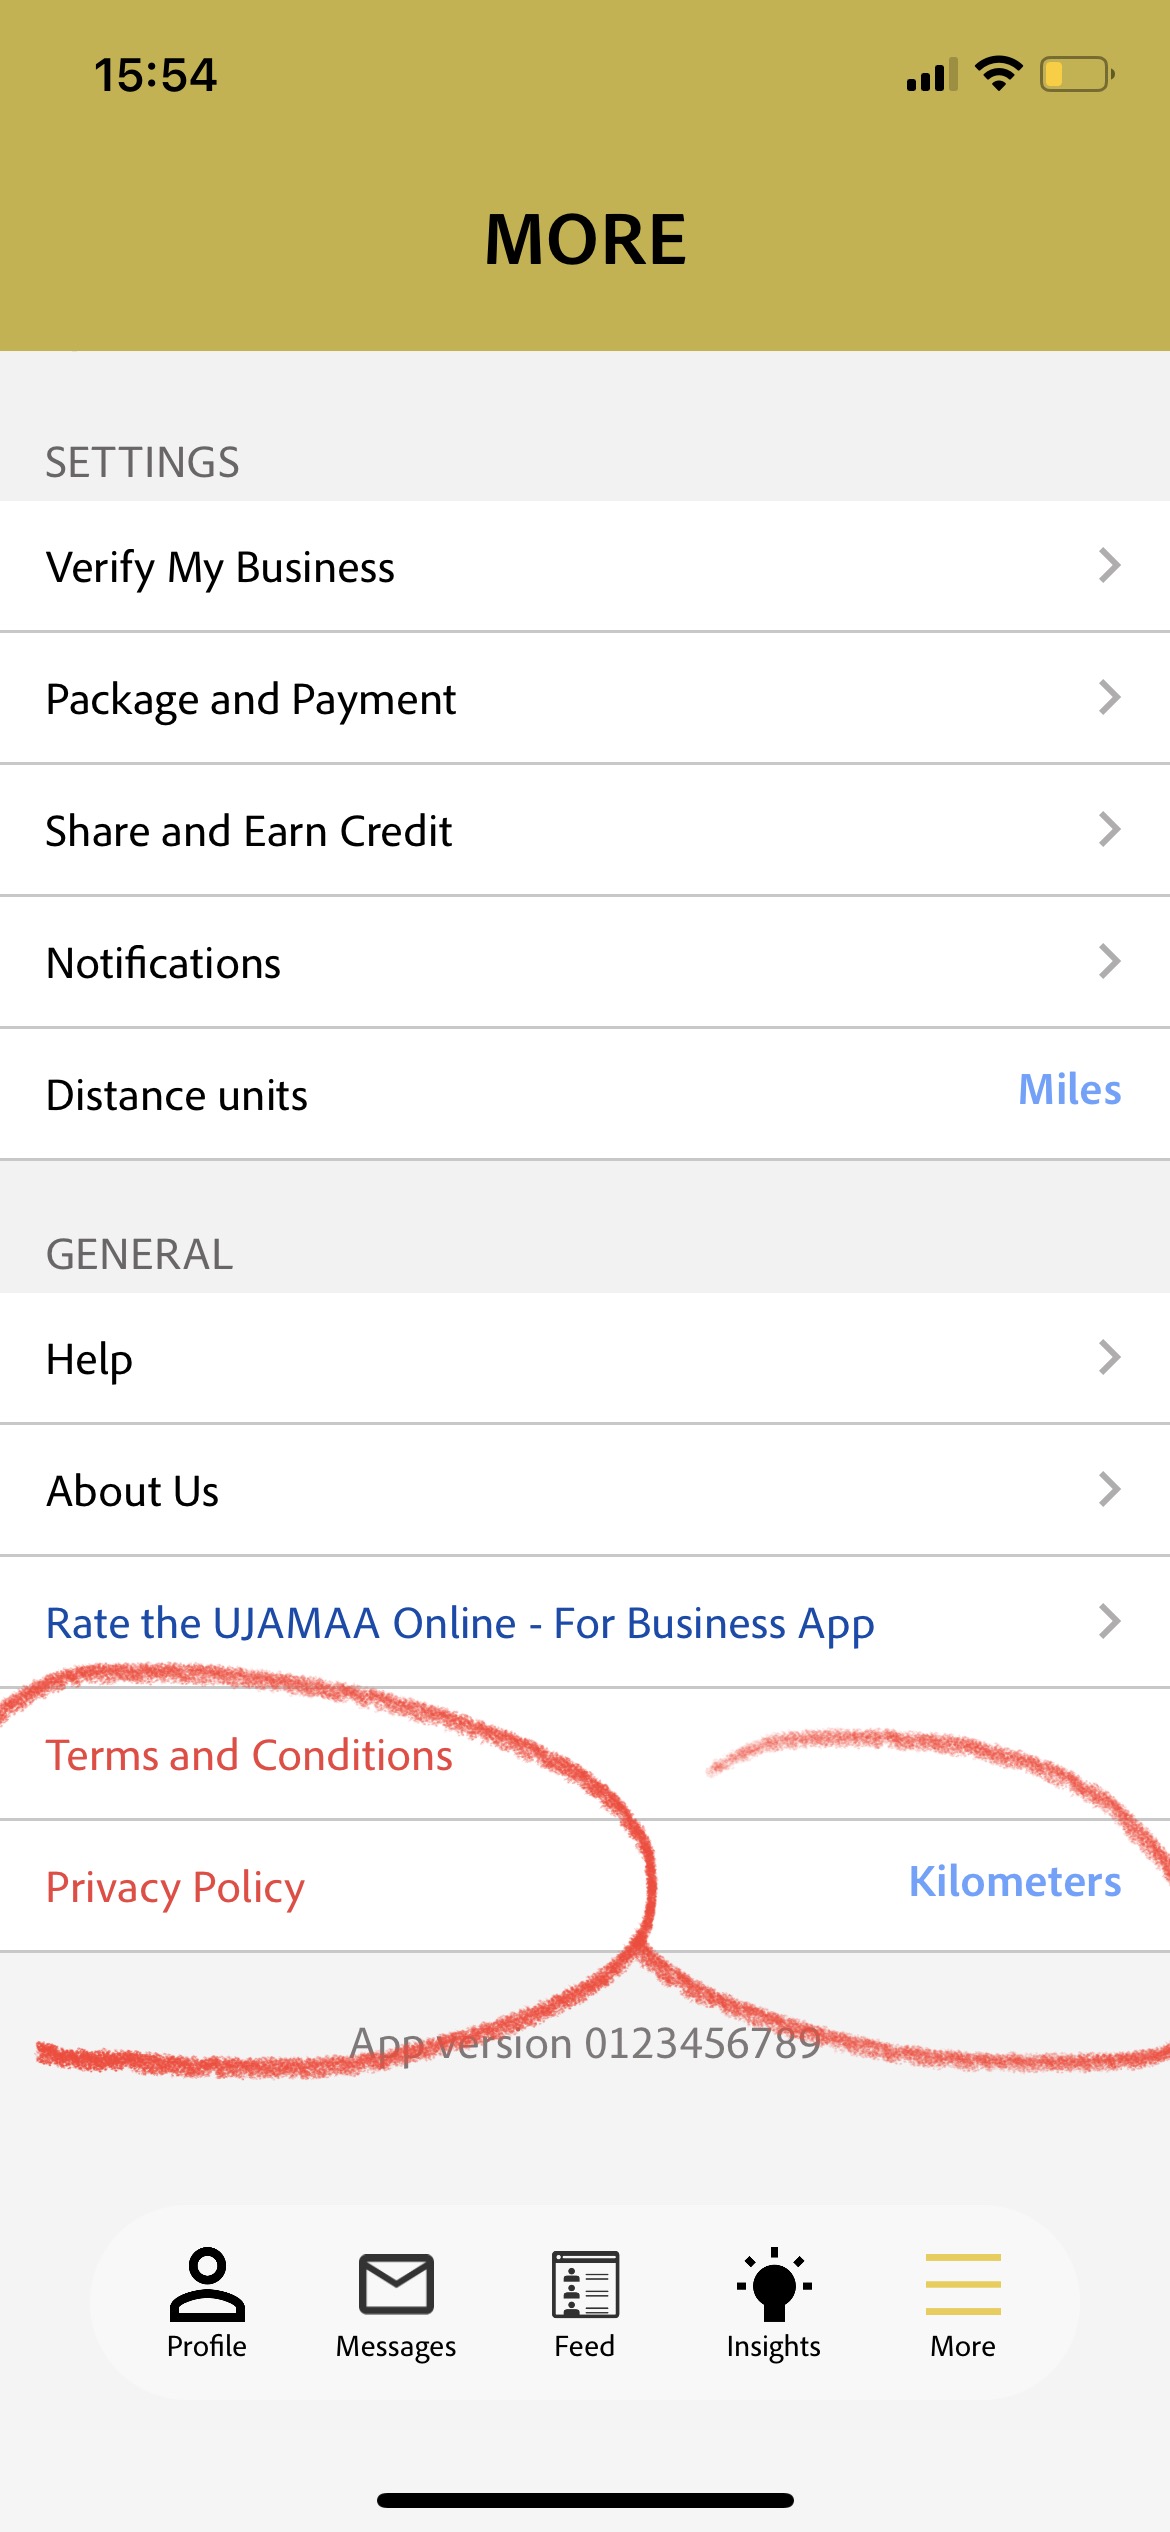 15:54
MORE
SETTINGS
Verify My Business
Package and Payment
Share and Earn Credit
Notifications
Distance units Miles
GENERAL
Help
About Us
Rate the UJAMAA Online - For Business App
Terms and Conditions
Privacy Policy Kilometers
App version 0123456789
Profile Messages Feed Insights More